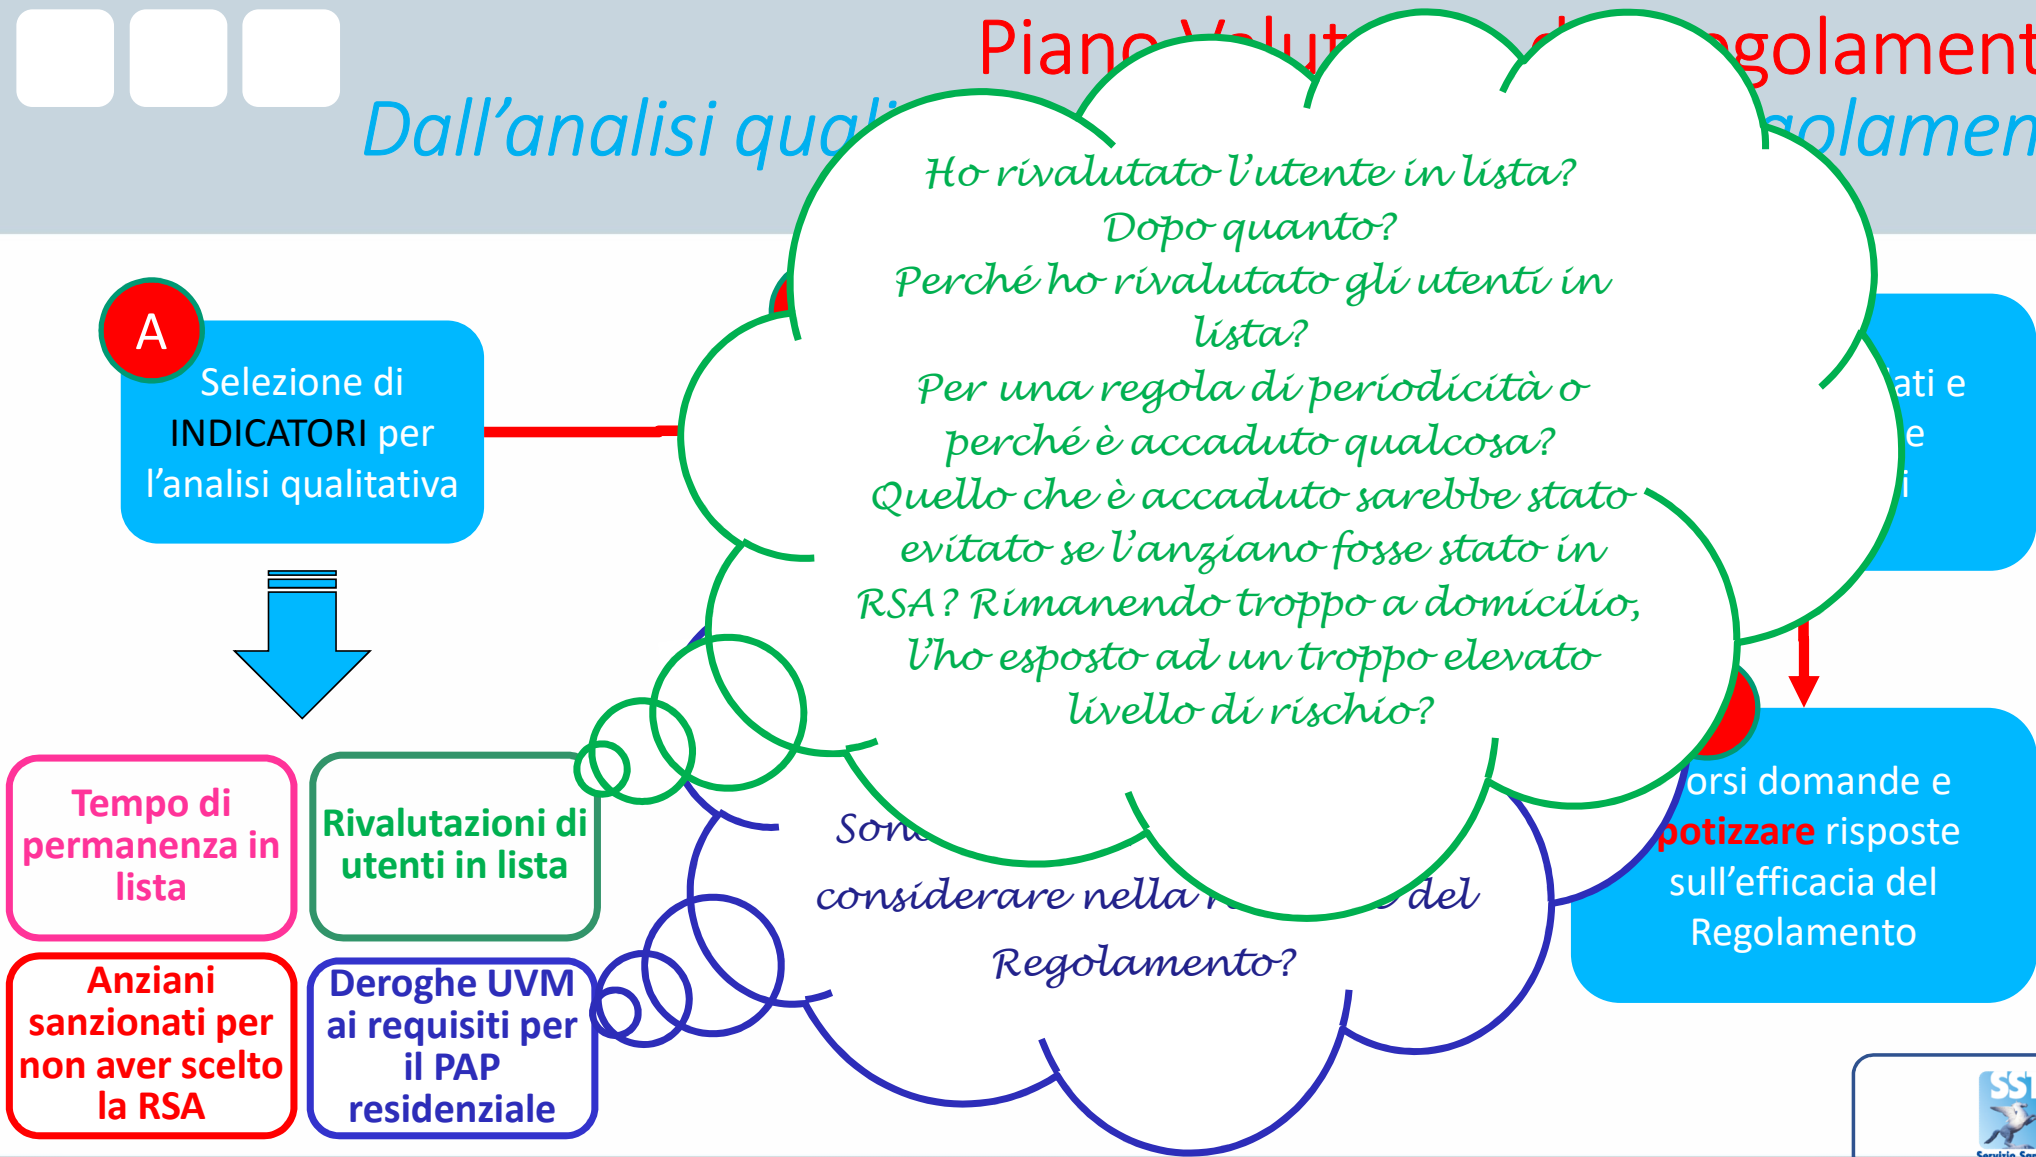 Dall’analisi
A
Selezione di
INDICATORI per
l’analisi qualitativa
Ho rivalutato l’utente in lista?
Dopo quanto?
Perché ho rivalutato gli utenti in
lista?
Per una regola di periodicità o
perché è accaduto qualcosa?
Quello che è accaduto sarebbe stato
evitato se l’anziano fosse stato in
RSA? Rimanendo troppo a domicilio,
l’ho esposto ad un troppo elevato
livello di rischio?
e
Tempo di
permanenza in
lista
Rivalutazioni di
utenti in lista
Anziani
sanzionati per
non aver scelto
la RSA
Deroghe UVM
ai requisiti per
il PAP
residenziale
considerare nella del
Regolamento?
domande e
risposte
sull’efficacia del
Regolamento